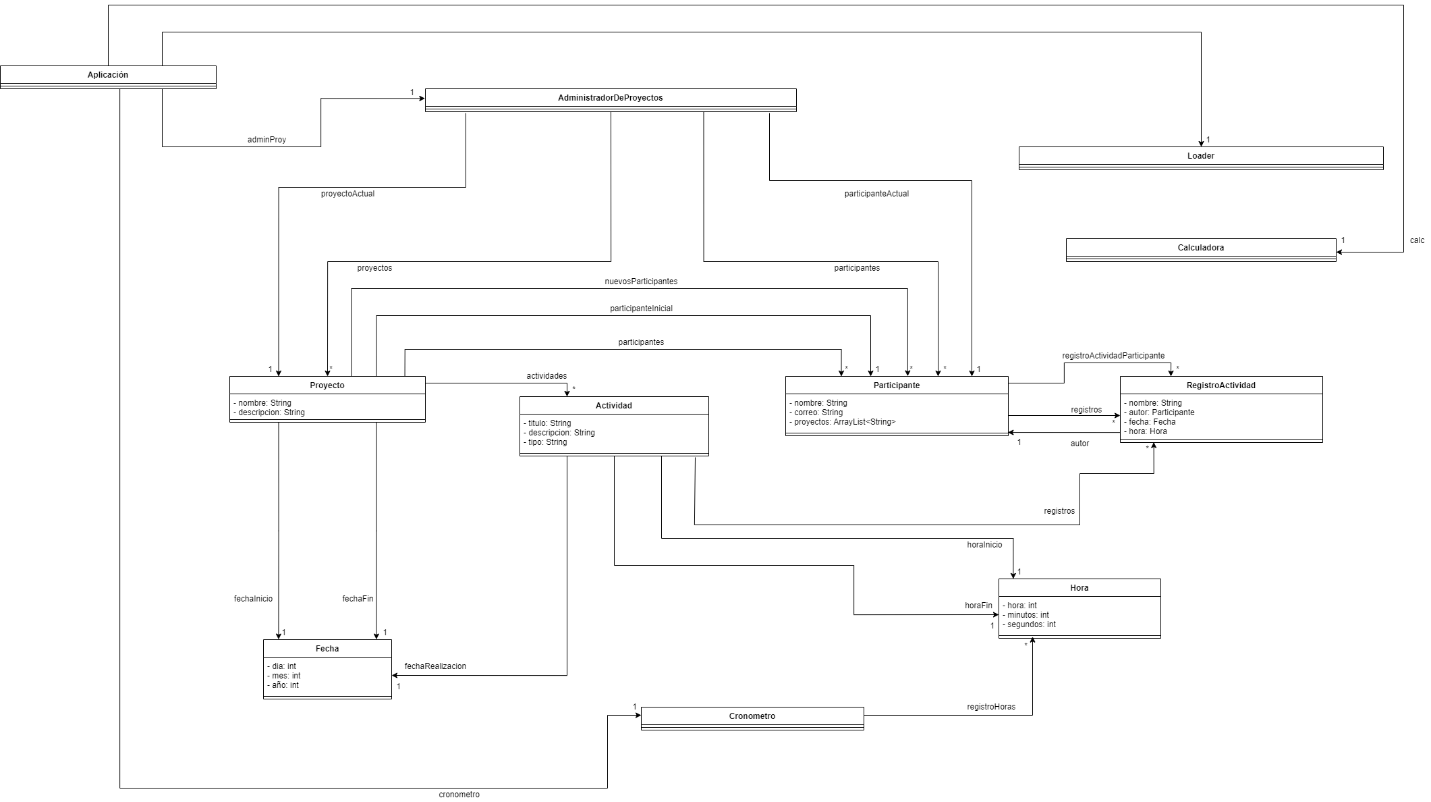 Aplicación
1
AdministradorDeProyectos
adminProy
1
Loader
proyectoActual
participanteActual
1
Calculadora
calc
proyectos
participantes
nuevosParticipantes
participanteInicial
participantes
registroActividadParticipante
1
*
*
1
*
*
1
*
Proyecto
- nombre: String
- descripcion: String
actividades
*
Actividad
- titulo: String
- descripcion: String
- tipo: String
Participante
- nombre: String
- correo: String
- proyectos: ArrayList<String>
registros
*
1
autor
RegistroActividad
- nombre: String
- autor: Participante
- fecha: Fecha
- hora: Hora
*
registros
horaInicio
1
horaFin
1
Hora
- hora: int
- minutos: int
- segundos: int
*
fechaInicio
fechaFin
1
1
Fecha
- dia: int
- mes: int
- año: int
fechaRealizacion
1
1
Cronometro
registroHoras
cronometro